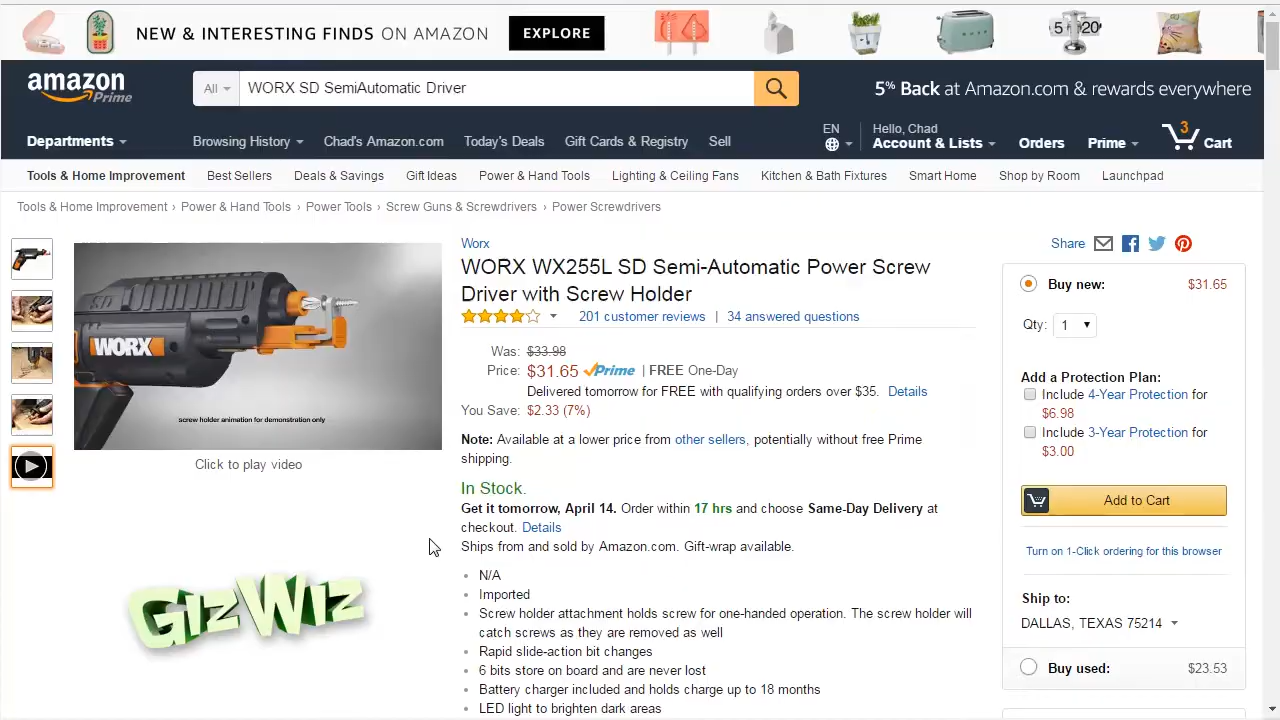 NEW & INTERESTING FINDS ON AMAZON EXPLORE
5 20
amazon Prime
All
WORX SD SemiAutomatic Driver
5% Back at Amazon.com & rewards everywhere
Departments
Browsing History
Chad's Amazon.com
Today's Deals
Gift Cards & Registry
Sell
EN
Hello, Chad
Account & Lists
Orders
Prime
3
Cart
Tools & Home Improvement
Best Sellers
Deals & Savings
Gift Ideas
Power & Hand Tools
Lighting & Ceiling Fans
Kitchen & Bath Fixtures
Smart Home
Shop by Room
Launchpad
Tools & Home Improvement › Power & Hand Tools › Power Tools › Screw Guns & Screwdrivers › Power Screwdrivers
WORX
screw holder animation for demonstration only
Click to play video
GizWiz
Worx
WORX WX255L SD Semi-Automatic Power Screw
Driver with Screw Holder
201 customer reviews | 34 answered questions
Was: $33.98
Price: $31.65 Prime | FREE One-Day
Delivered tomorrow for FREE with qualifying orders over $35. Details
You Save: $2.33 (7%)
Note: Available at a lower price from other sellers, potentially without free Prime
shipping.
In Stock.
Get it tomorrow, April 14. Order within 17 hrs and choose Same-Day Delivery at
checkout. Details
Ships from and sold by Amazon.com. Gift-wrap available.
N/A
Imported
Screw holder attachment holds screw for one-handed operation. The screw holder will
catch screws as they are removed as well
Rapid slide-action bit changes
6 bits store on board and are never lost
Battery charger included and holds charge up to 18 months
LED light to brighten dark areas
Share
Buy new: $31.65
Qty: 1
Add a Protection Plan:
Include 4-Year Protection for
$6.98
Include 3-Year Protection for
$3.00
Add to Cart
Turn on 1-Click ordering for this browser
Ship to:
DALLAS, TEXAS 75214
Buy used: $23.53